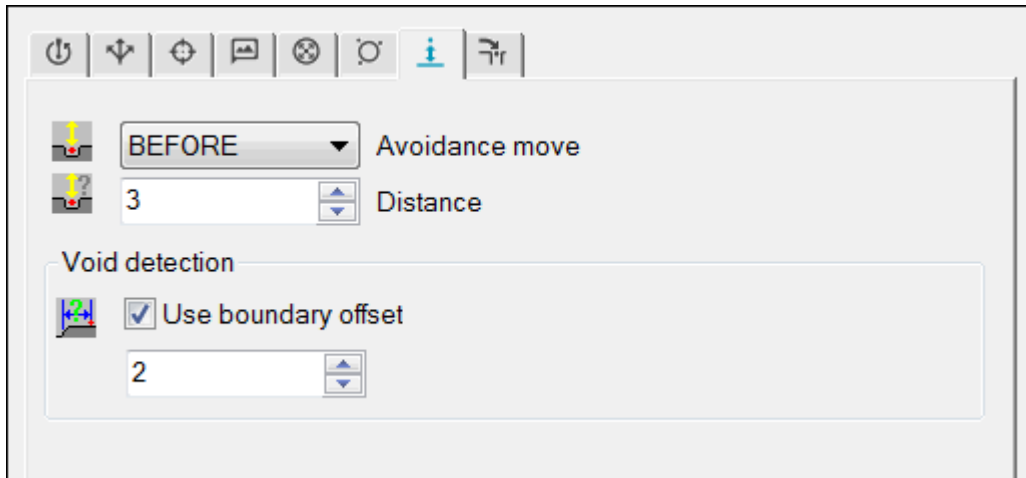 BEFORE Avoidance move
3 Distance
Void detection
Use boundary offset
2